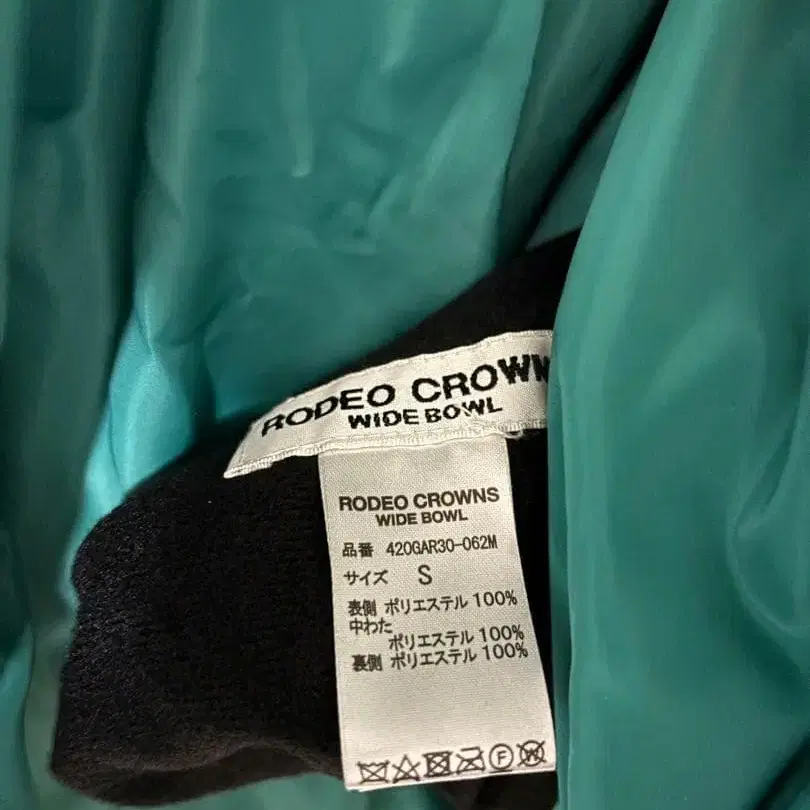 RODEO CROWN
WIDE BOWL
RODEO CROWNS
WIDE BOWL
品番 420GAR30-062M
サイズ S
表側 ポリエステル 100%
中わた
ポリエステル 100%
裏側 ポリエステル 100%
F W